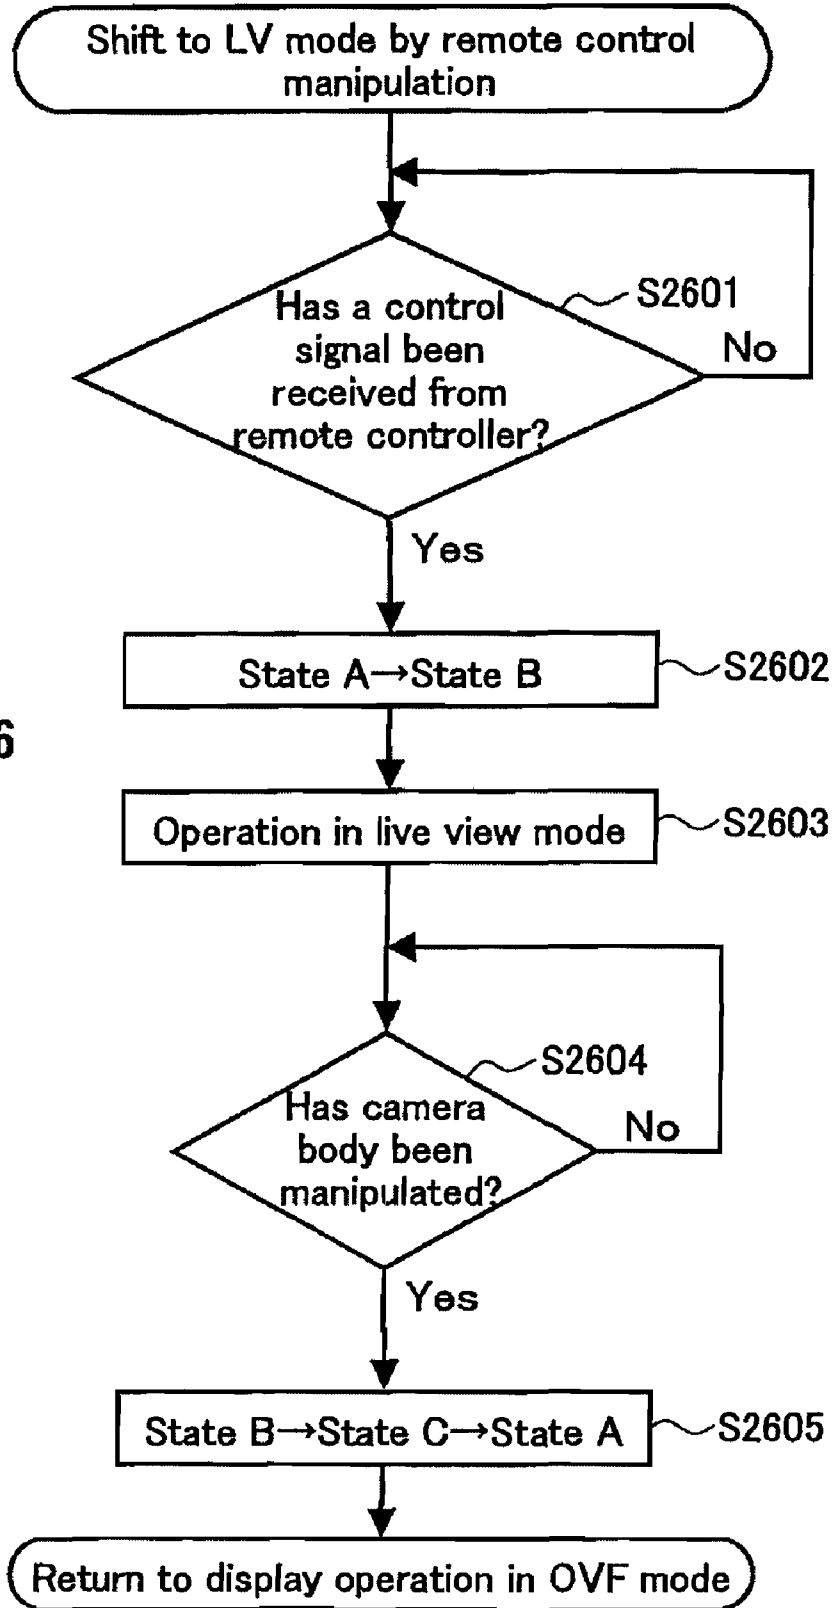 Shift to LV mode by remote control
manipulation
S2601
Has a control
signal been
received from
remote controller?
No
Yes
State A→State B
S2602
6
Operation in live view mode
S2603
S2604
Has camera
body been
manipulated?
No
Yes
State B→State C→State A
S2605
Return to display operation in OVF mode